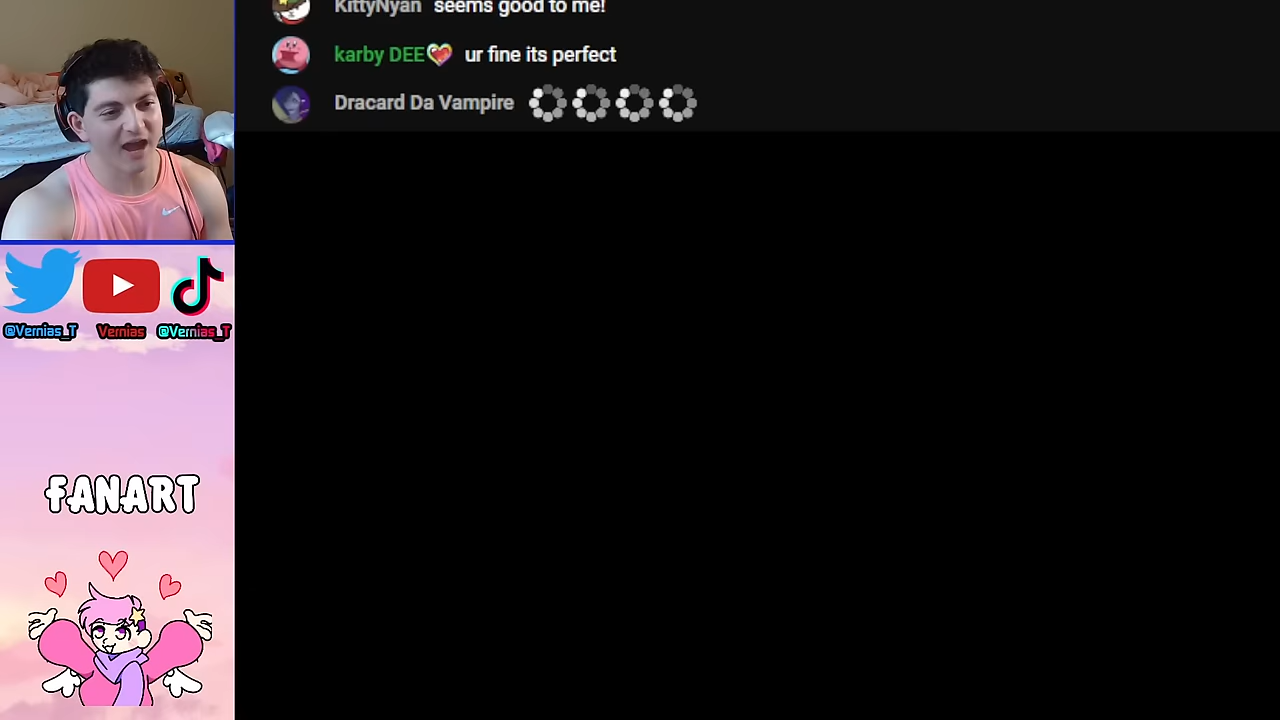 KittyNyan seems good to me!
karby DEE💖 ur fine its perfect
Dracard Da Vampire
@Vernias_T Vernias @Vernias_T
FANART